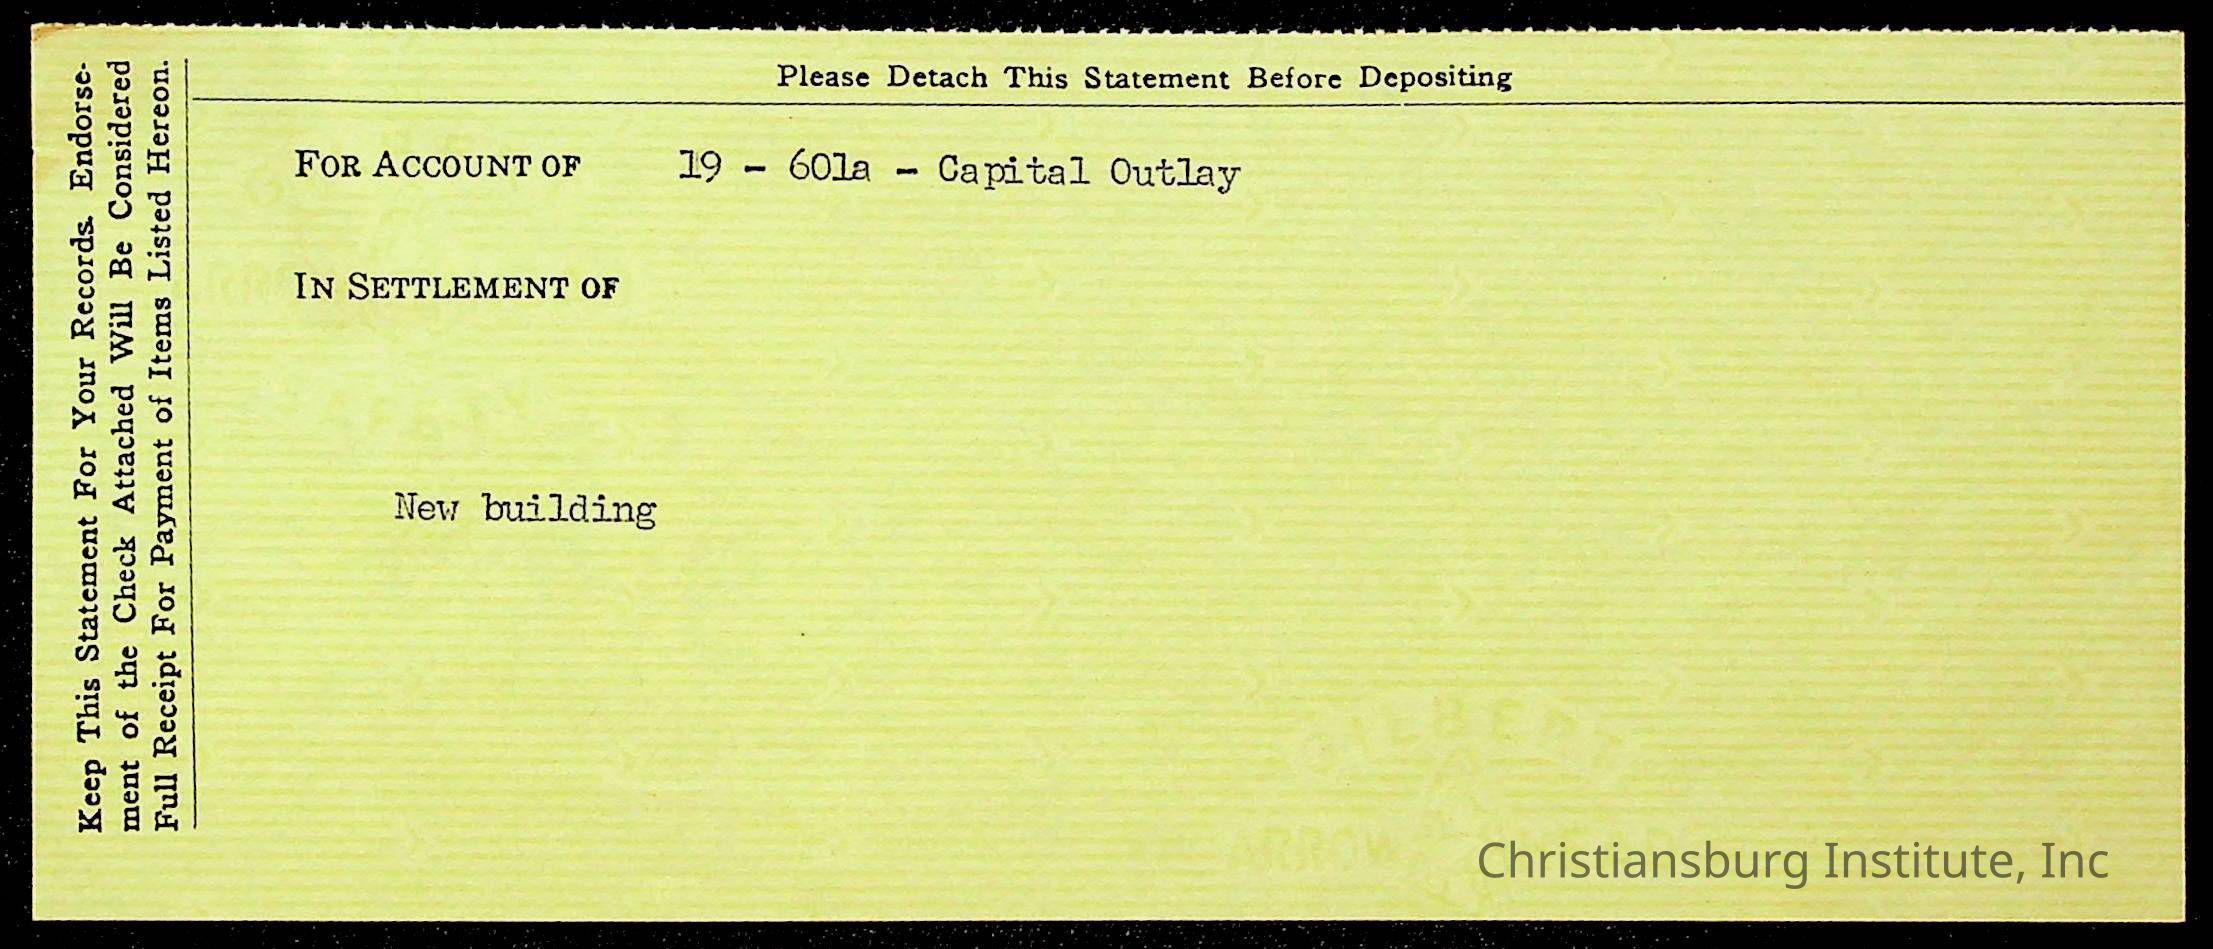 Please Detach This Statement Before Depositing
Keep This Statement For Your Records. Endorse-
ment of the Check Attached Will Be Considered
Full Receipt For Payment of Items Listed Hereon.
FOR ACCOUNT OF 19 - 601a - Capital Outlay
IN SETTLEMENT OF
New building
GILBERT
Christiansburg Institute, Inc